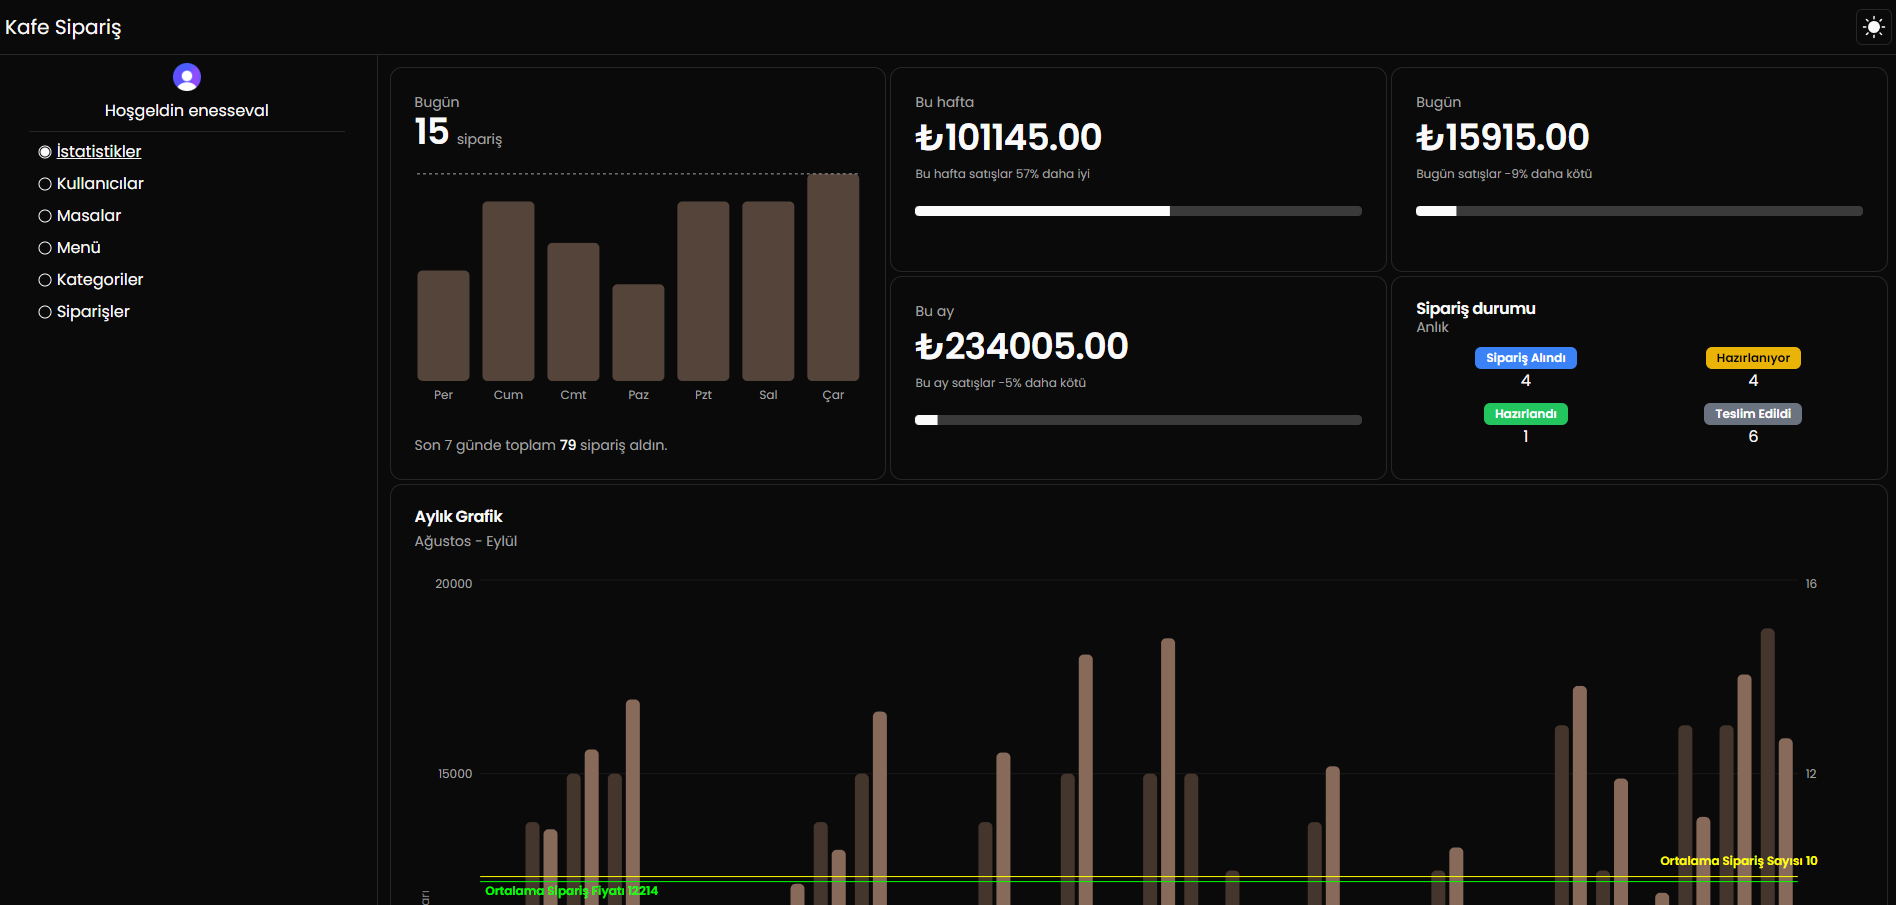 Kafe Sipariş
Hoşgeldin enesseval
İstatistikler
Kullanıcılar
Masalar
Menü
Kategoriler
Siparişler
Bugün
15 sipariş
Per Cum Cmt Paz Pzt Sal Çar
Son 7 günde toplam 79 sipariş aldın.
Bu hafta
₺101145.00
Bu hafta satışlar 57% daha iyi
Bugün
₺15915.00
Bugün satışlar -9% daha kötü
Bu ay
₺234005.00
Bu ay satışlar -5% daha kötü
Sipariş durumu
Anlık
Sipariş Alındı
4
Hazırlanıyor
4
Hazırlandı
1
Teslim Edildi
6
Aylık Grafik
Ağustos - Eylül
20000
16
15000
12
Ortalama Sipariş Sayısı 10
Ortalama Sipariş Fiyatı 12214